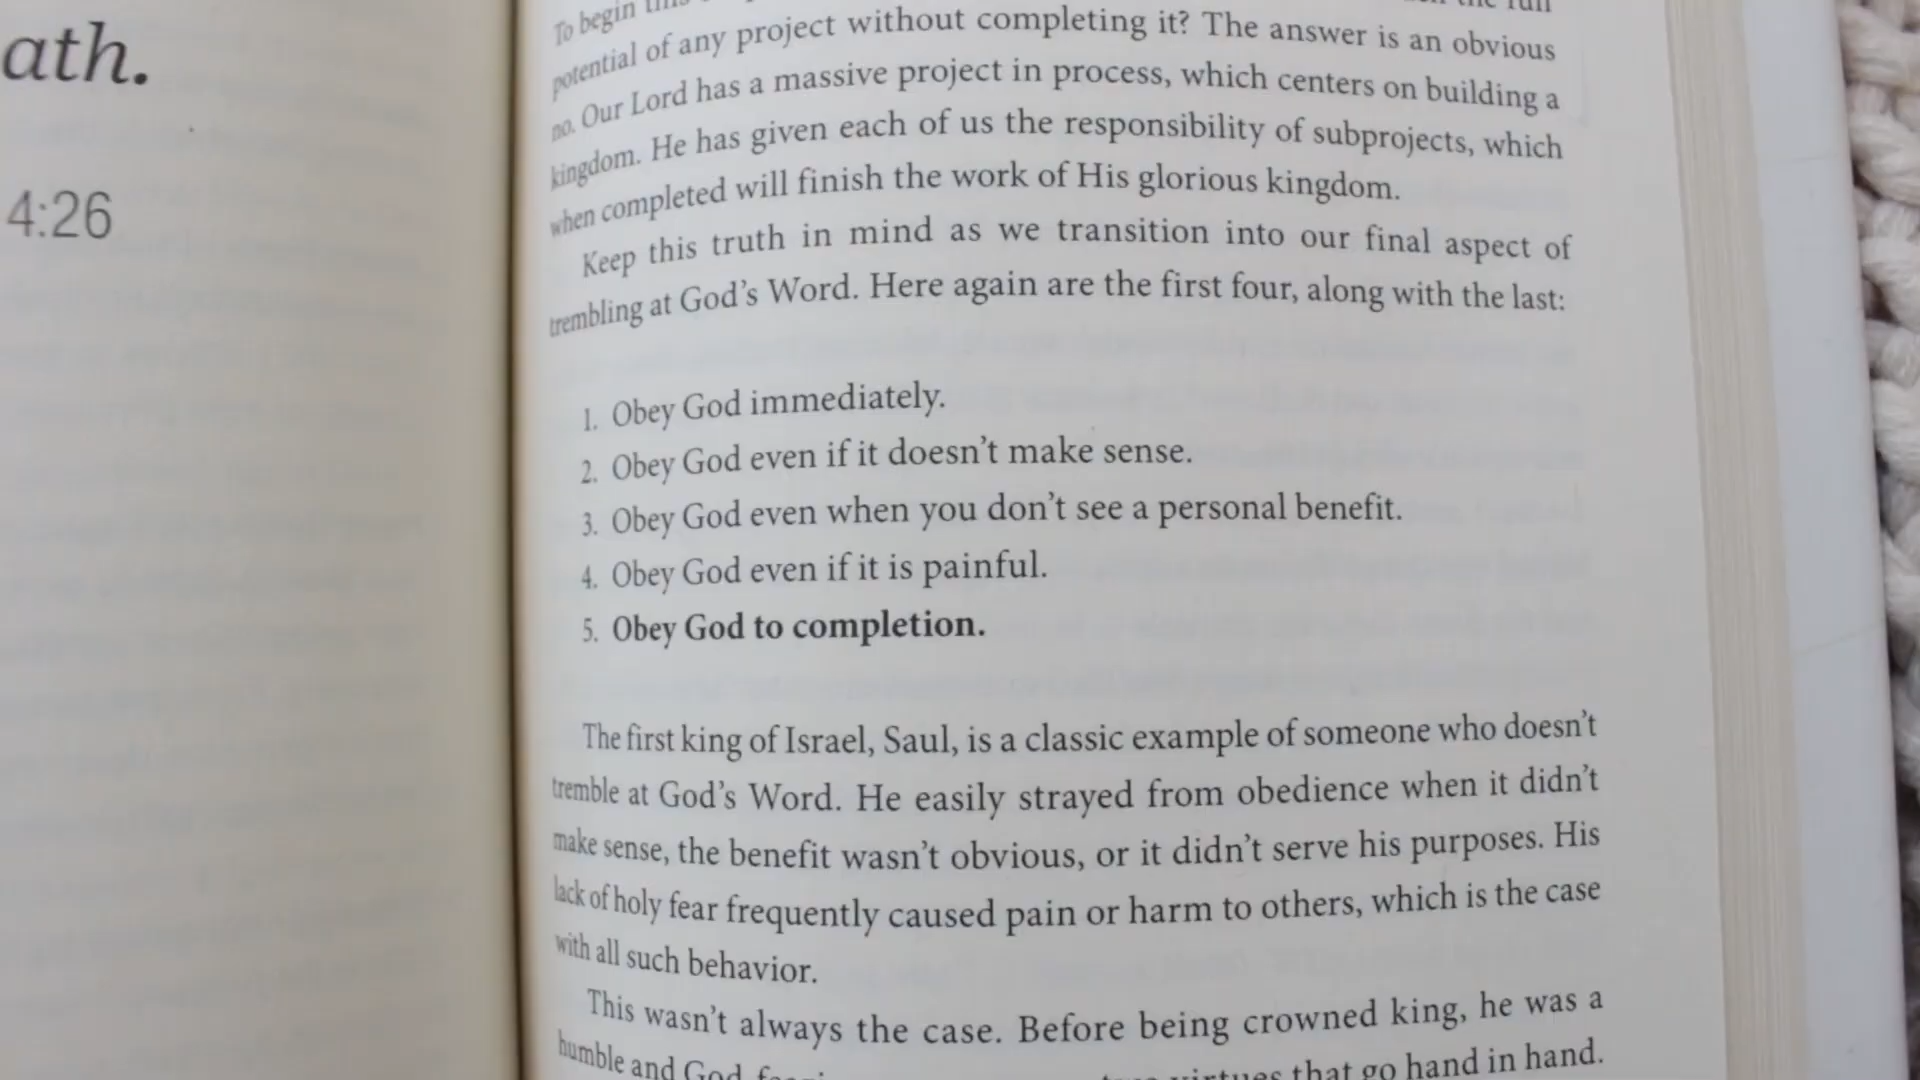 ath.
4:26
To begin
potential of any project without completing it? The answer is an obvious
no. Our Lord has a massive project in process, which centers on building a
kingdom. He has given each of us the responsibility of subprojects, which
when completed will finish the work of His glorious kingdom.
Keep this truth in mind as we transition into our final aspect of
trembling at God’s Word. Here again are the first four, along with the last:
1. Obey God immediately.
2. Obey God even if it doesn’t make sense.
3. Obey God even when you don’t see a personal benefit.
4. Obey God even if it is painful.
5. Obey God to completion.
The first king of Israel, Saul, is a classic example of someone who doesn’t
tremble at God’s Word. He easily strayed from obedience when it didn’t
make sense, the benefit wasn’t obvious, or it didn’t serve his purposes. His
lack of holy fear frequently caused pain or harm to others, which is the case
with all such behavior.
This wasn’t always the case. Before being crowned king, he was a
humble and God virtues that go hand in hand.